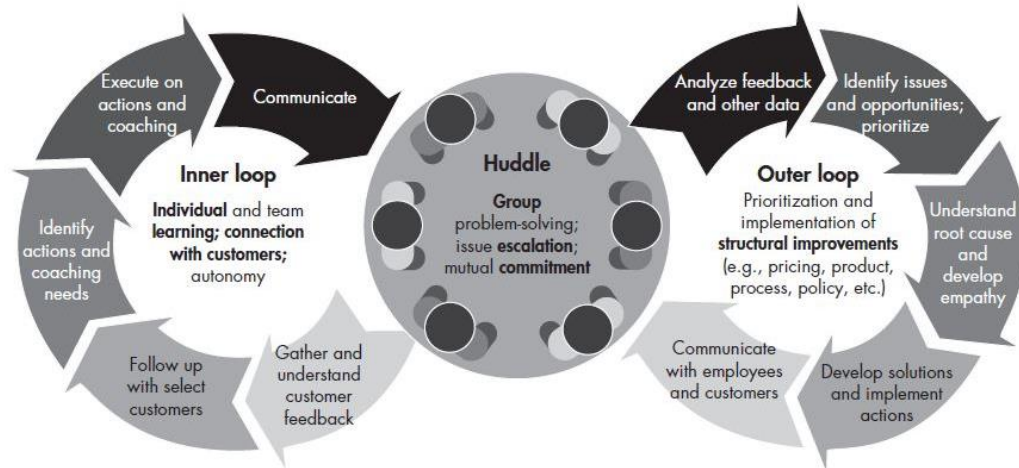 Execute on
actions and
coaching
Communicate
Inner loop
Individual and team
learning; connection
with customers;
autonomy
Identify
actions and
coaching
needs
Follow up
with select
customers
Gather and
understand
customer
feedback
Huddle
Group
problem-solving;
issue escalation;
mutual commitment
Analyze feedback
and other data
Identify issues
and opportunities;
prioritize
Outer loop
Prioritization and
implementation of
structural improvements
(e.g., pricing, product,
process, policy, etc.)
Understand
root cause
and
develop
empathy
Develop solutions
and implement
actions
Communicate
with employees
and customers